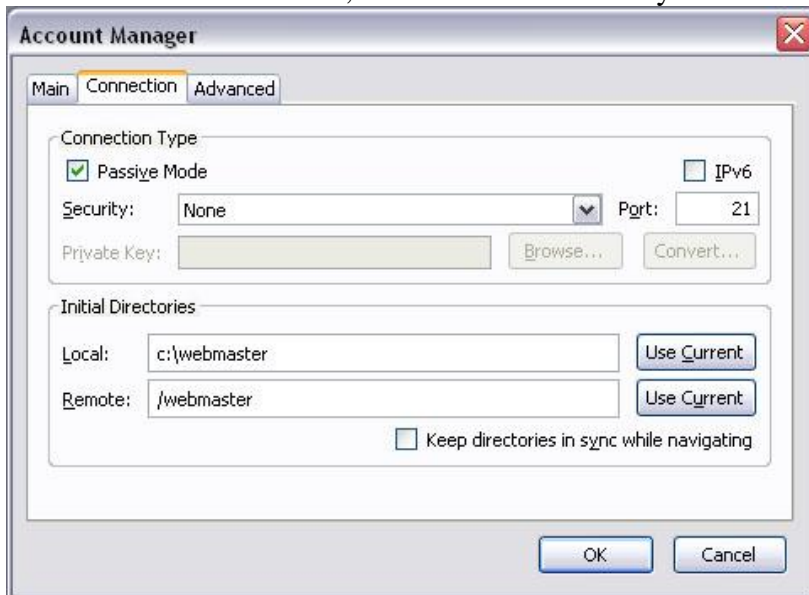 Account Manager
Main Connection Advanced
Connection Type
Passive Mode IPv6
Security: None Port: 21
Private Key: Browse... Convert...
Initial Directories
Local: c:\webmaster Use Current
Remote: /webmaster Use Current
Keep directories in sync while navigating
OK Cancel